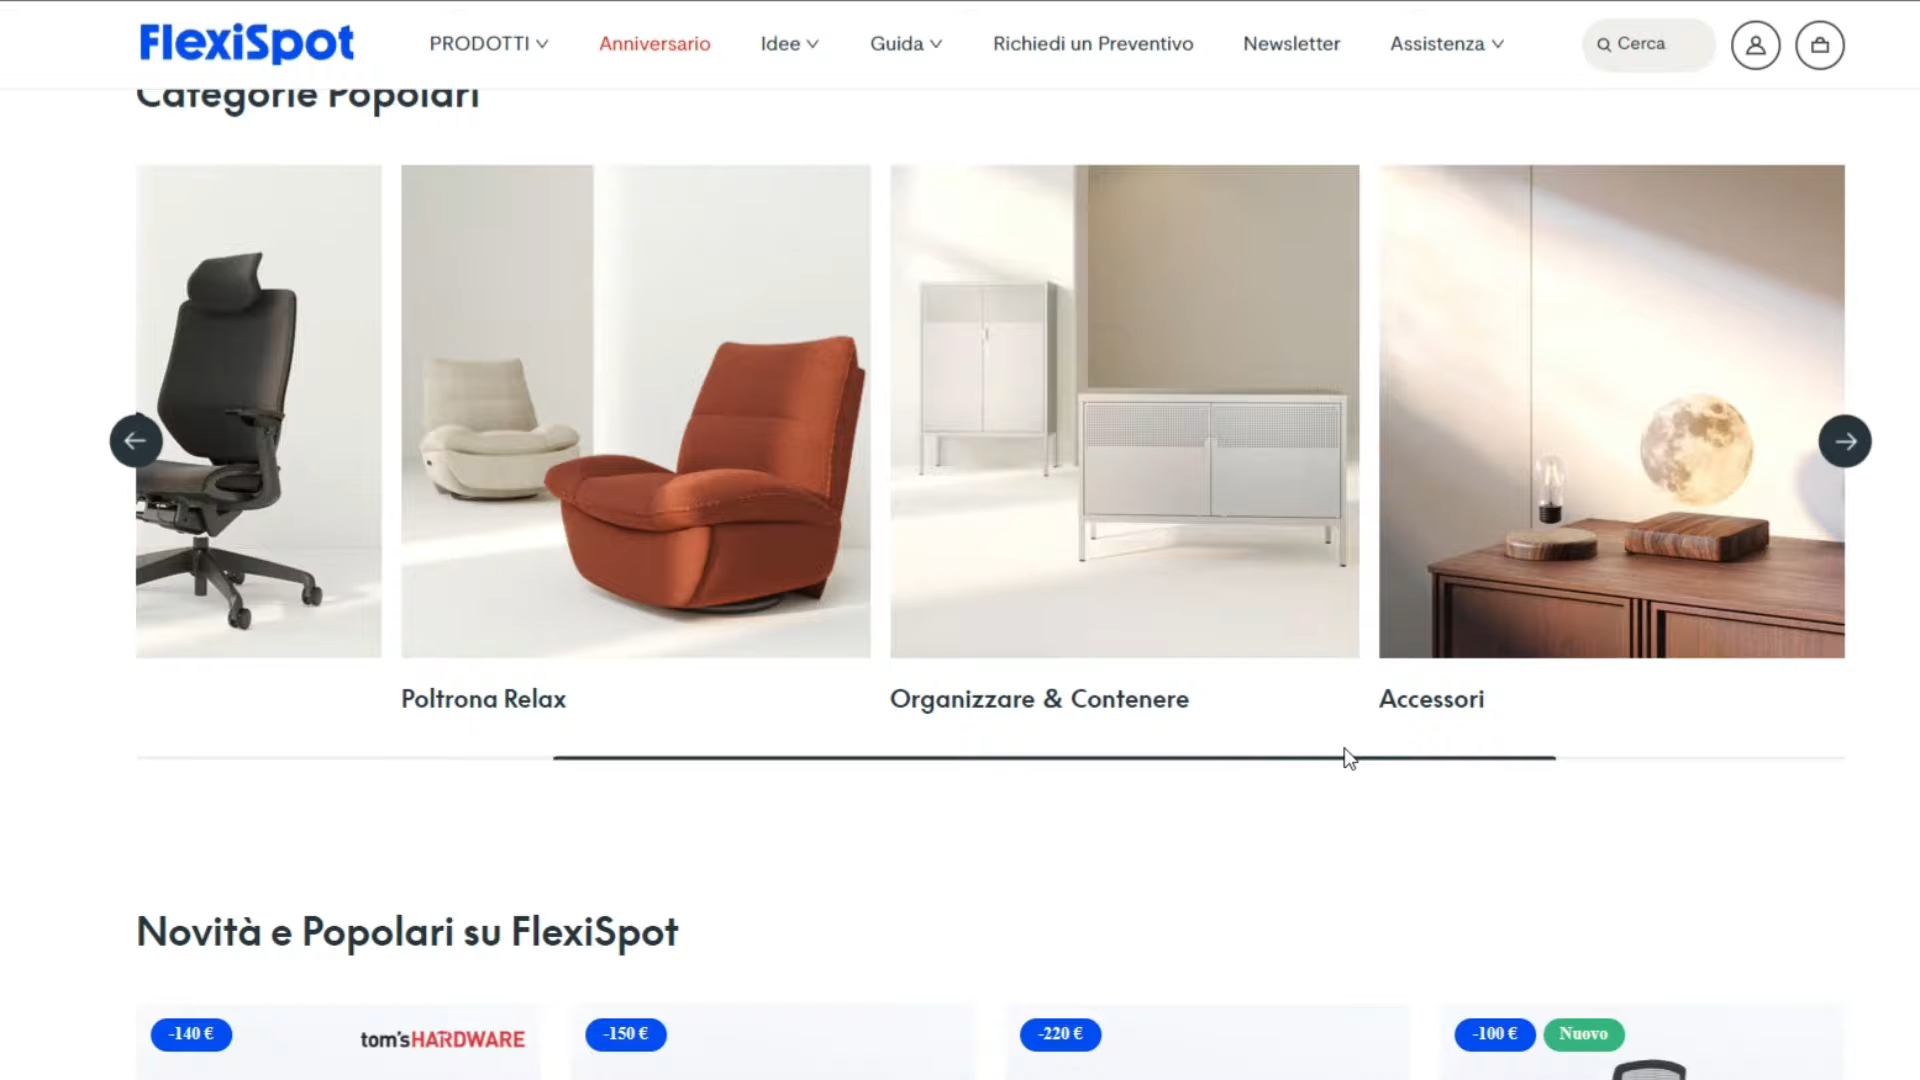 FlexiSpot
PRODOTTI
Anniversario
Idee
Guida
Richiedi un Preventivo
Newsletter
Assistenza
Cerca
Categorie Popolari
Poltrona Relax
Organizzare & Contenere
Accessori
Novità e Popolari su FlexiSpot
-140 €
tom's HARDWARE
-150 €
-220 €
-100 €
Nuovo